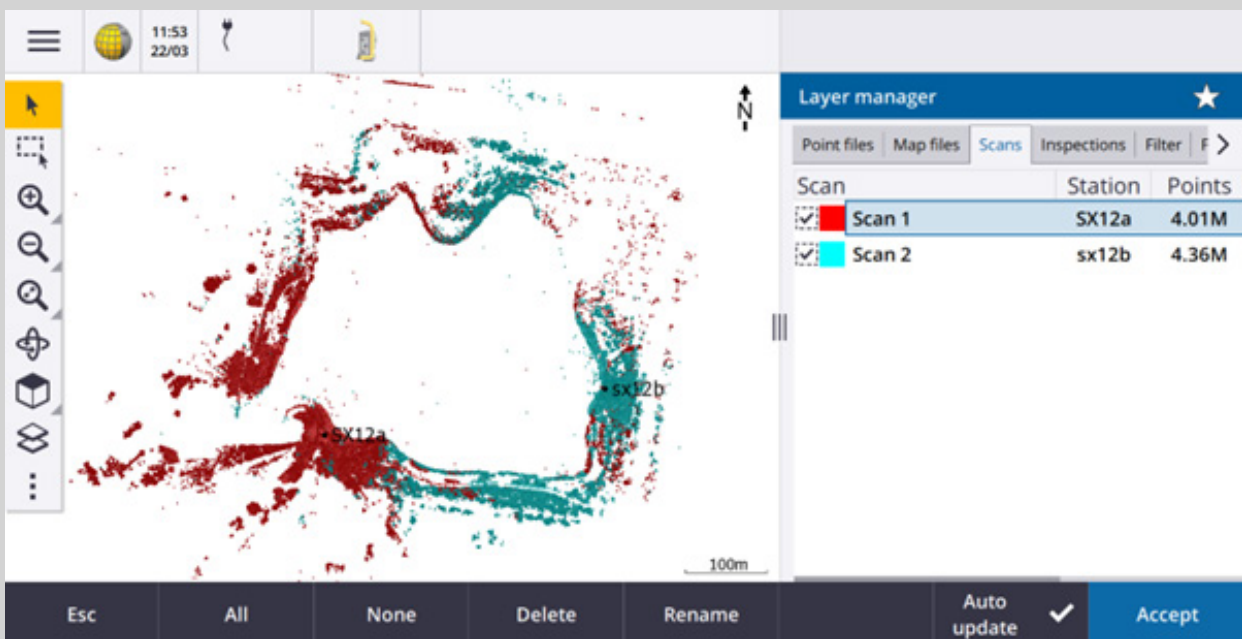 11:53
22/03
N
SX12a
sx12b
100m
Layer manager
Point files Map files Scans Inspections Filter
Scan Station Points
Scan 1 SX12a 4.01M
Scan 2 sx12b 4.36M
Esc All None Delete Rename Auto update Accept